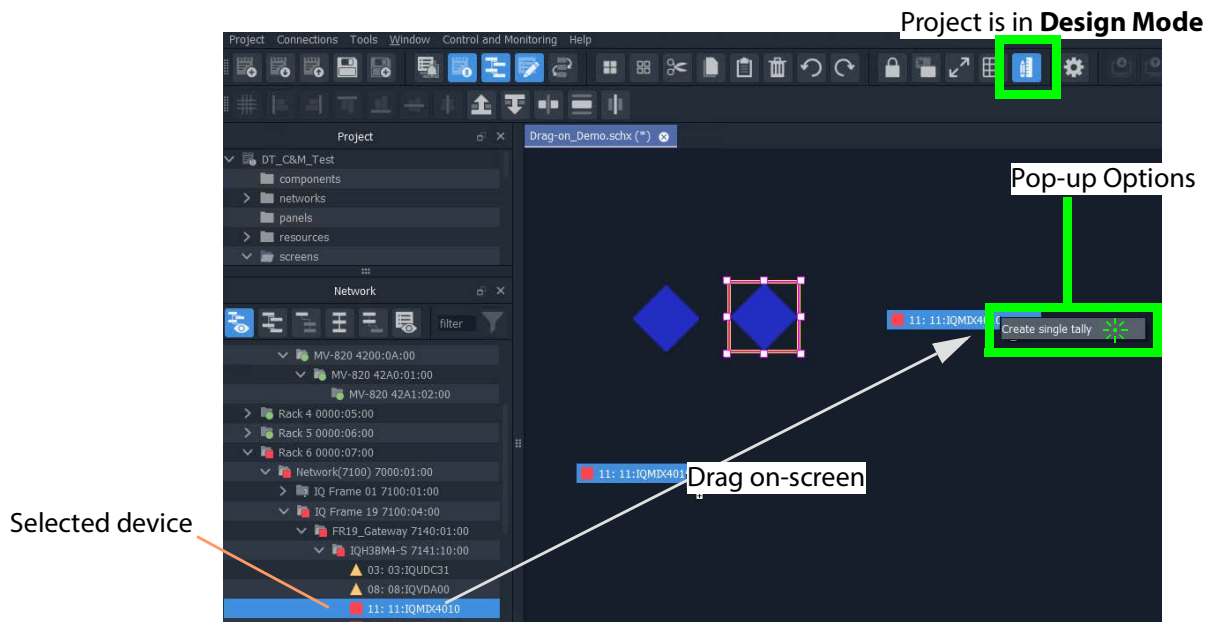 Project is in Design Mode
Project Connections Tools Window Control and Monitoring Help
Project
Drag-on_Demo.schx (*)
DT_C&M_Test
components
networks
panels
resources
screens
Pop-up Options
Network
filter
11: 11:IQMIX40
Create single tally
MV-820 4200:0A:00
MV-820 42A0:01:00
MV-820 42A1:02:00
Rack 4 0000:05:00
Rack 5 0000:06:00
Rack 6 0000:07:00
Network(7100) 7000:01:00
11: 11:IQMIX401
Drag on-screen
IQ Frame 01 7100:01:00
IQ Frame 19 7100:04:00
Selected device
FR19_Gateway 7140:01:00
IQH3BM4-S 7141:10:00
03: 03:IQUDC31
08: 08:IQVDA00
11: 11:IQMIX4010